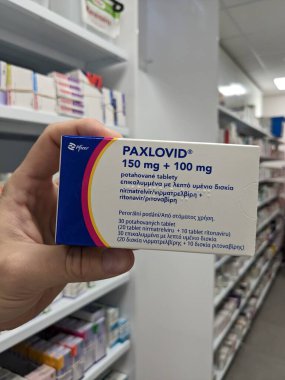 Pfizer
PAXLOVID®
150 mg + 100 mg
potahované tablety
επικαλυμμένα με λεπτό υμένιο δισκία
nirmatrelvir/νιρματρελβίρη +
ritonavir/ριτοναβίρη
Perorální podání/Από στόματος χρήση.
30 potahovaných tablet
(20 tablet nirmatrelviru + 10 tablet ritonaviru)
30 επικαλυμμένα με λεπτό υμένιο δισκία
(20 δισκία νιρματρελβίρης + 10 δισκία ριτοναβίρης)